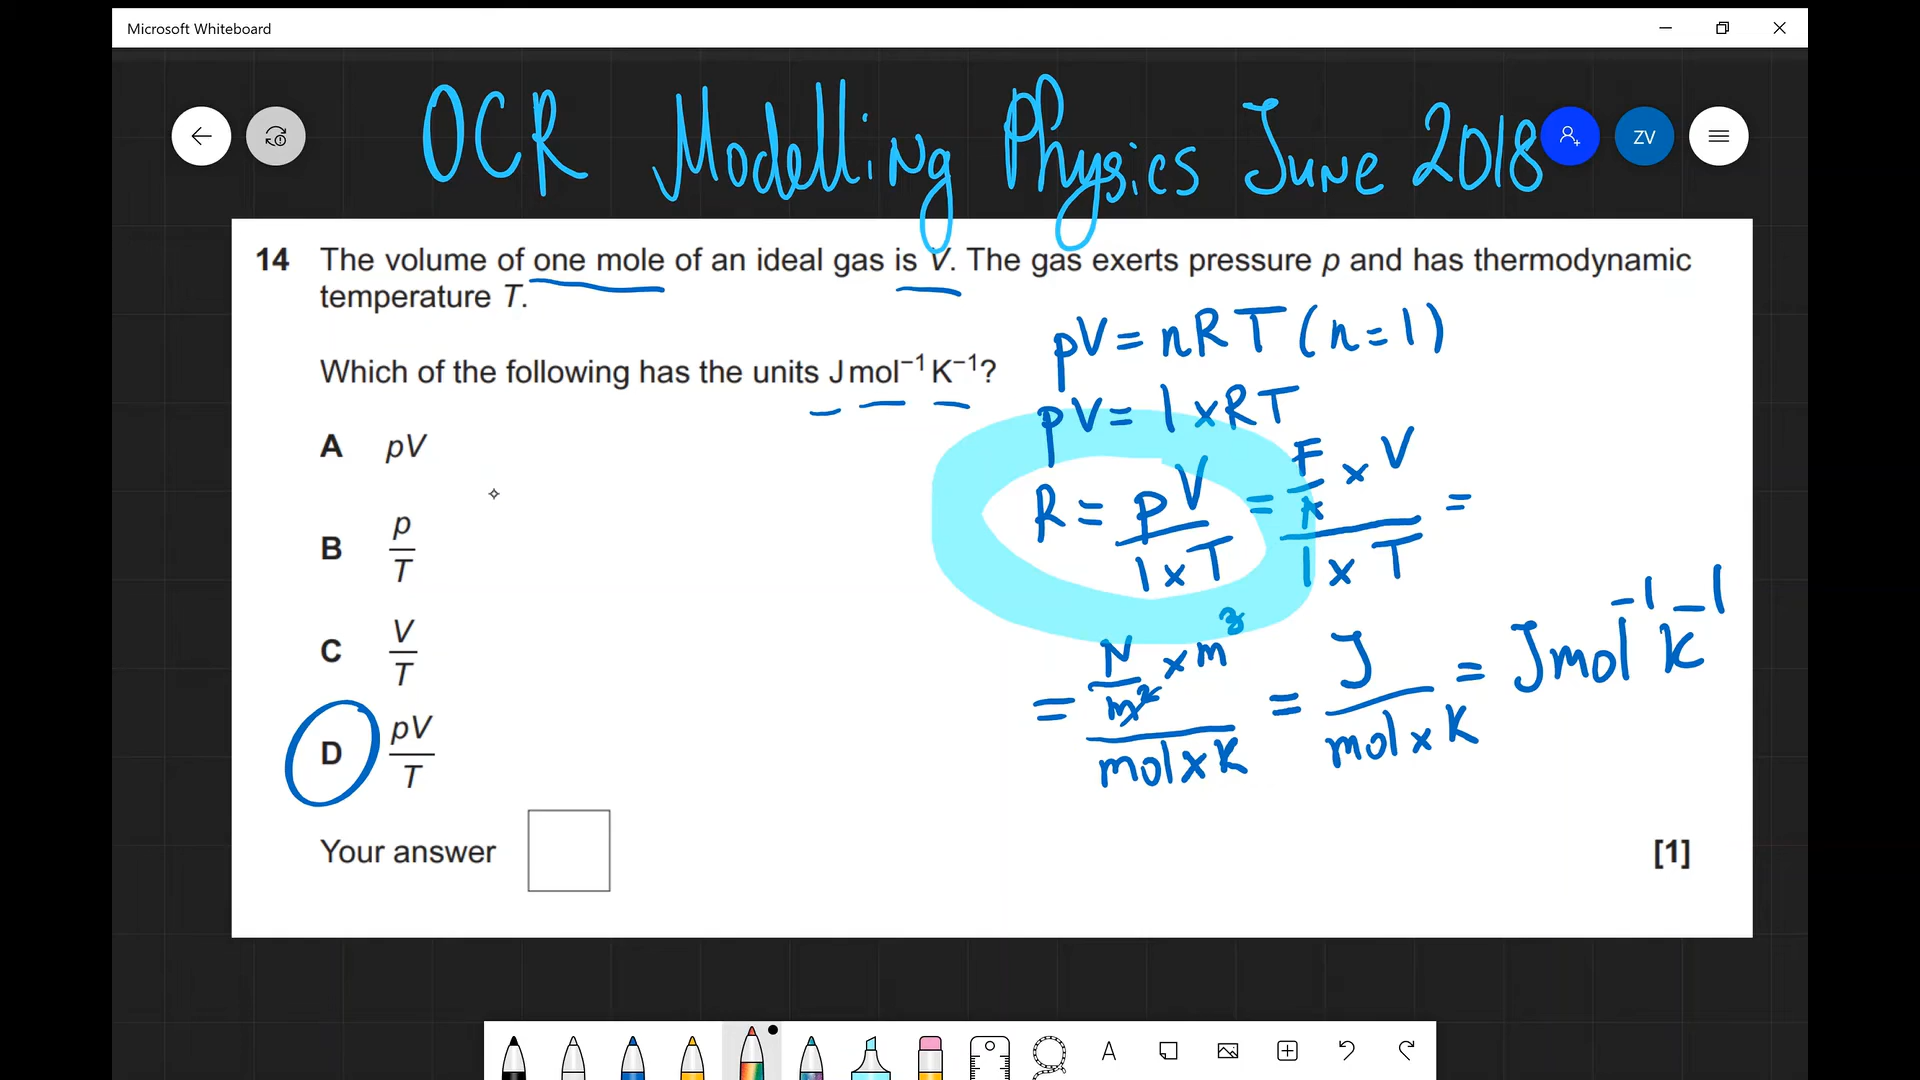 Microsoft Whiteboard
OCR Modelling Physics June 2018
ZV
14 The volume of one mole of an ideal gas is V. The gas exerts pressure p and has thermodynamic
temperature T.
pV = nRT (n=1)
Which of the following has the units J mol⁻¹ K⁻¹?
pV = 1 x RT
A pV
R = pV / 1 x T = F/A x V / 1 x T =
B p/T
C V/T
= N/m² x m³ / mol x K = J / mol x K = J mol⁻¹ K⁻¹
D pV/T
Your answer
[1]
A